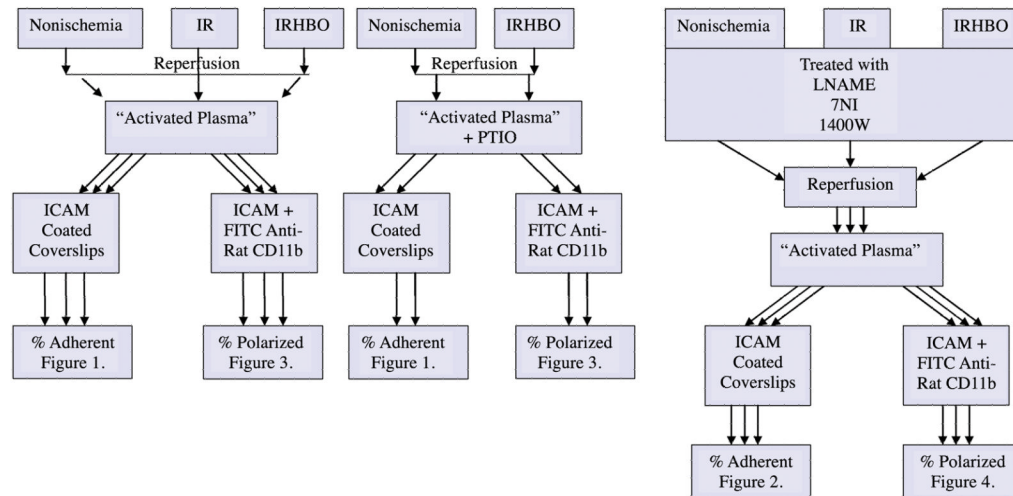 Nonischemia
IR
IRHBO
Reperfusion
“Activated Plasma”
ICAM
Coated
Coverslips
ICAM +
FITC Anti-
Rat CD11b
% Adherent
Figure 1.
% Polarized
Figure 3.
Nonischemia
IRHBO
Reperfusion
“Activated Plasma”
+ PTIO
ICAM
Coated
Coverslips
ICAM +
FITC Anti-
Rat CD11b
% Adherent
Figure 1.
% Polarized
Figure 3.
Nonischemia
IR
IRHBO
Treated with
LNAME
7NI
1400W
Reperfusion
“Activated Plasma”
ICAM
Coated
Coverslips
ICAM +
FITC Anti-
Rat CD11b
% Adherent
Figure 2.
% Polarized
Figure 4.